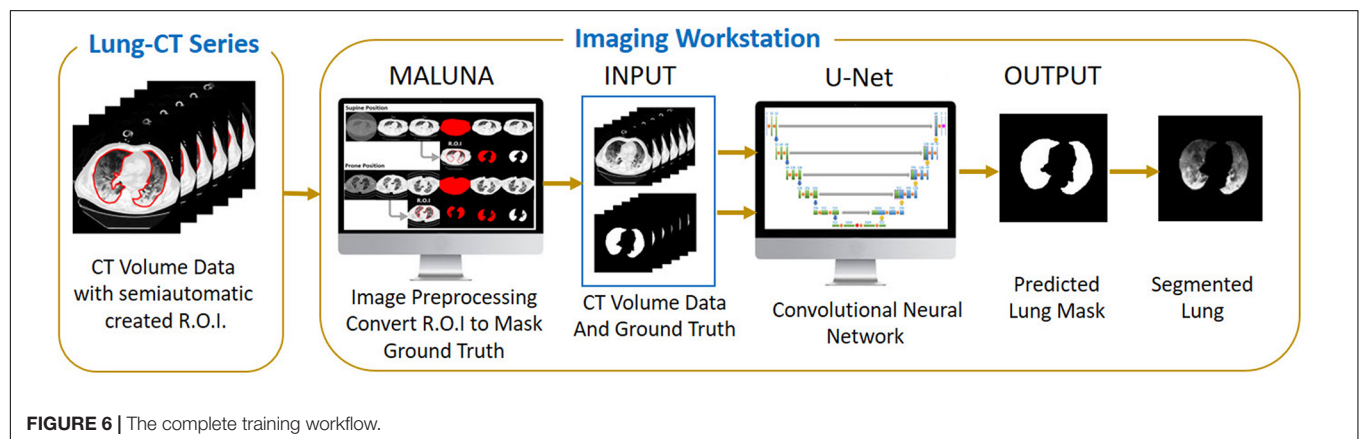 Lung-CT Series
Imaging Workstation
MALUNA
INPUT
U-Net
OUTPUT
Supine Position
R.O.I
Prone Position
R.O.I
CT Volume Data
with semiautomatic
created R.O.I.
Image Preprocessing
Convert R.O.I to Mask
Ground Truth
CT Volume Data
And Ground Truth
Convolutional Neural
Network
Predicted
Lung Mask
Segmented
Lung
FIGURE 6 | The complete training workflow.